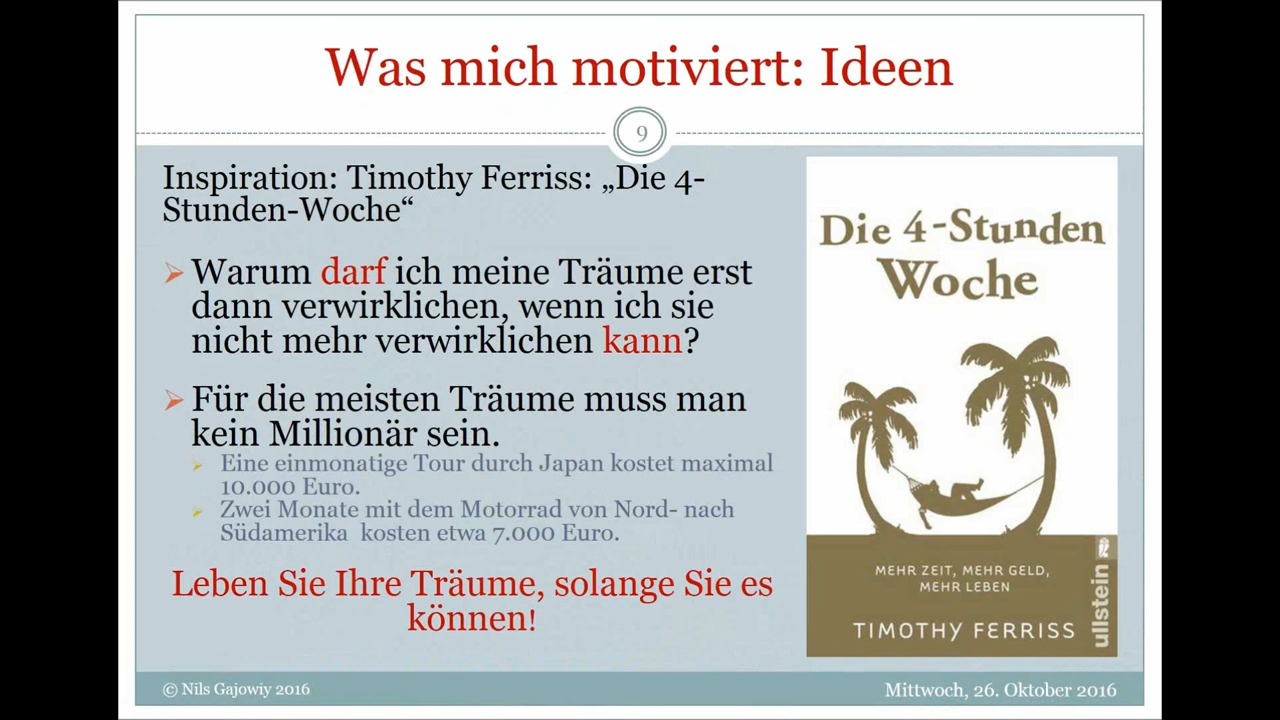 Was mich motiviert: Ideen
9
Inspiration: Timothy Ferriss: „Die 4-
Stunden-Woche“
Warum darf ich meine Träume erst
dann verwirklichen, wenn ich sie
nicht mehr verwirklichen kann?
Für die meisten Träume muss man
kein Millionär sein.
Eine einmonatige Tour durch Japan kostet maximal
10.000 Euro.
Zwei Monate mit dem Motorrad von Nord- nach
Südamerika kosten etwa 7.000 Euro.
Leben Sie Ihre Träume, solange Sie es
können!
Die 4-Stunden
Woche
MEHR ZEIT, MEHR GELD,
MEHR LEBEN
TIMOTHY FERRISS
ullstein
© Nils Gajowiy 2016
Mittwoch, 26. Oktober 2016